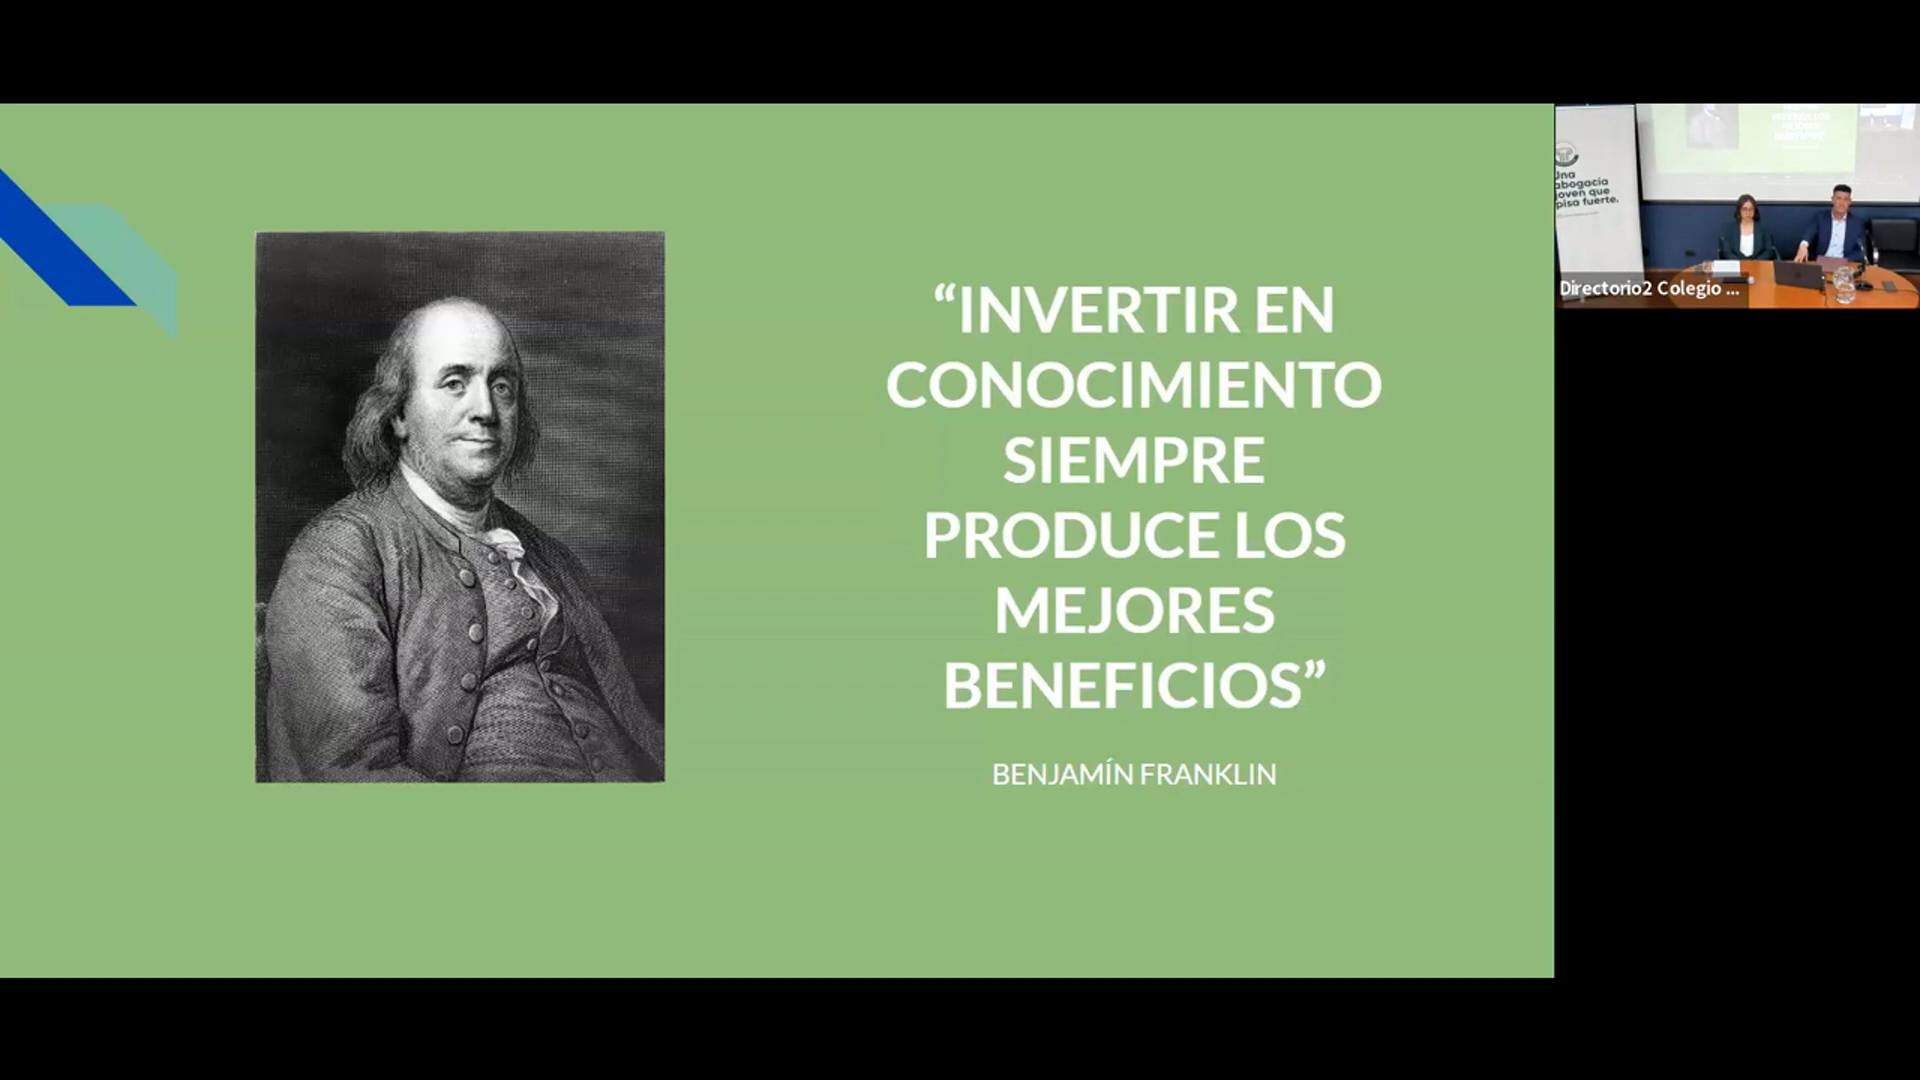 “INVERTIR EN
CONOCIMIENTO
SIEMPRE
PRODUCE LOS
MEJORES
BENEFICIOS”
BENJAMÍN FRANKLIN
Una
abogacía
joven que
pisa fuerte.
Directorio2 Colegio ...